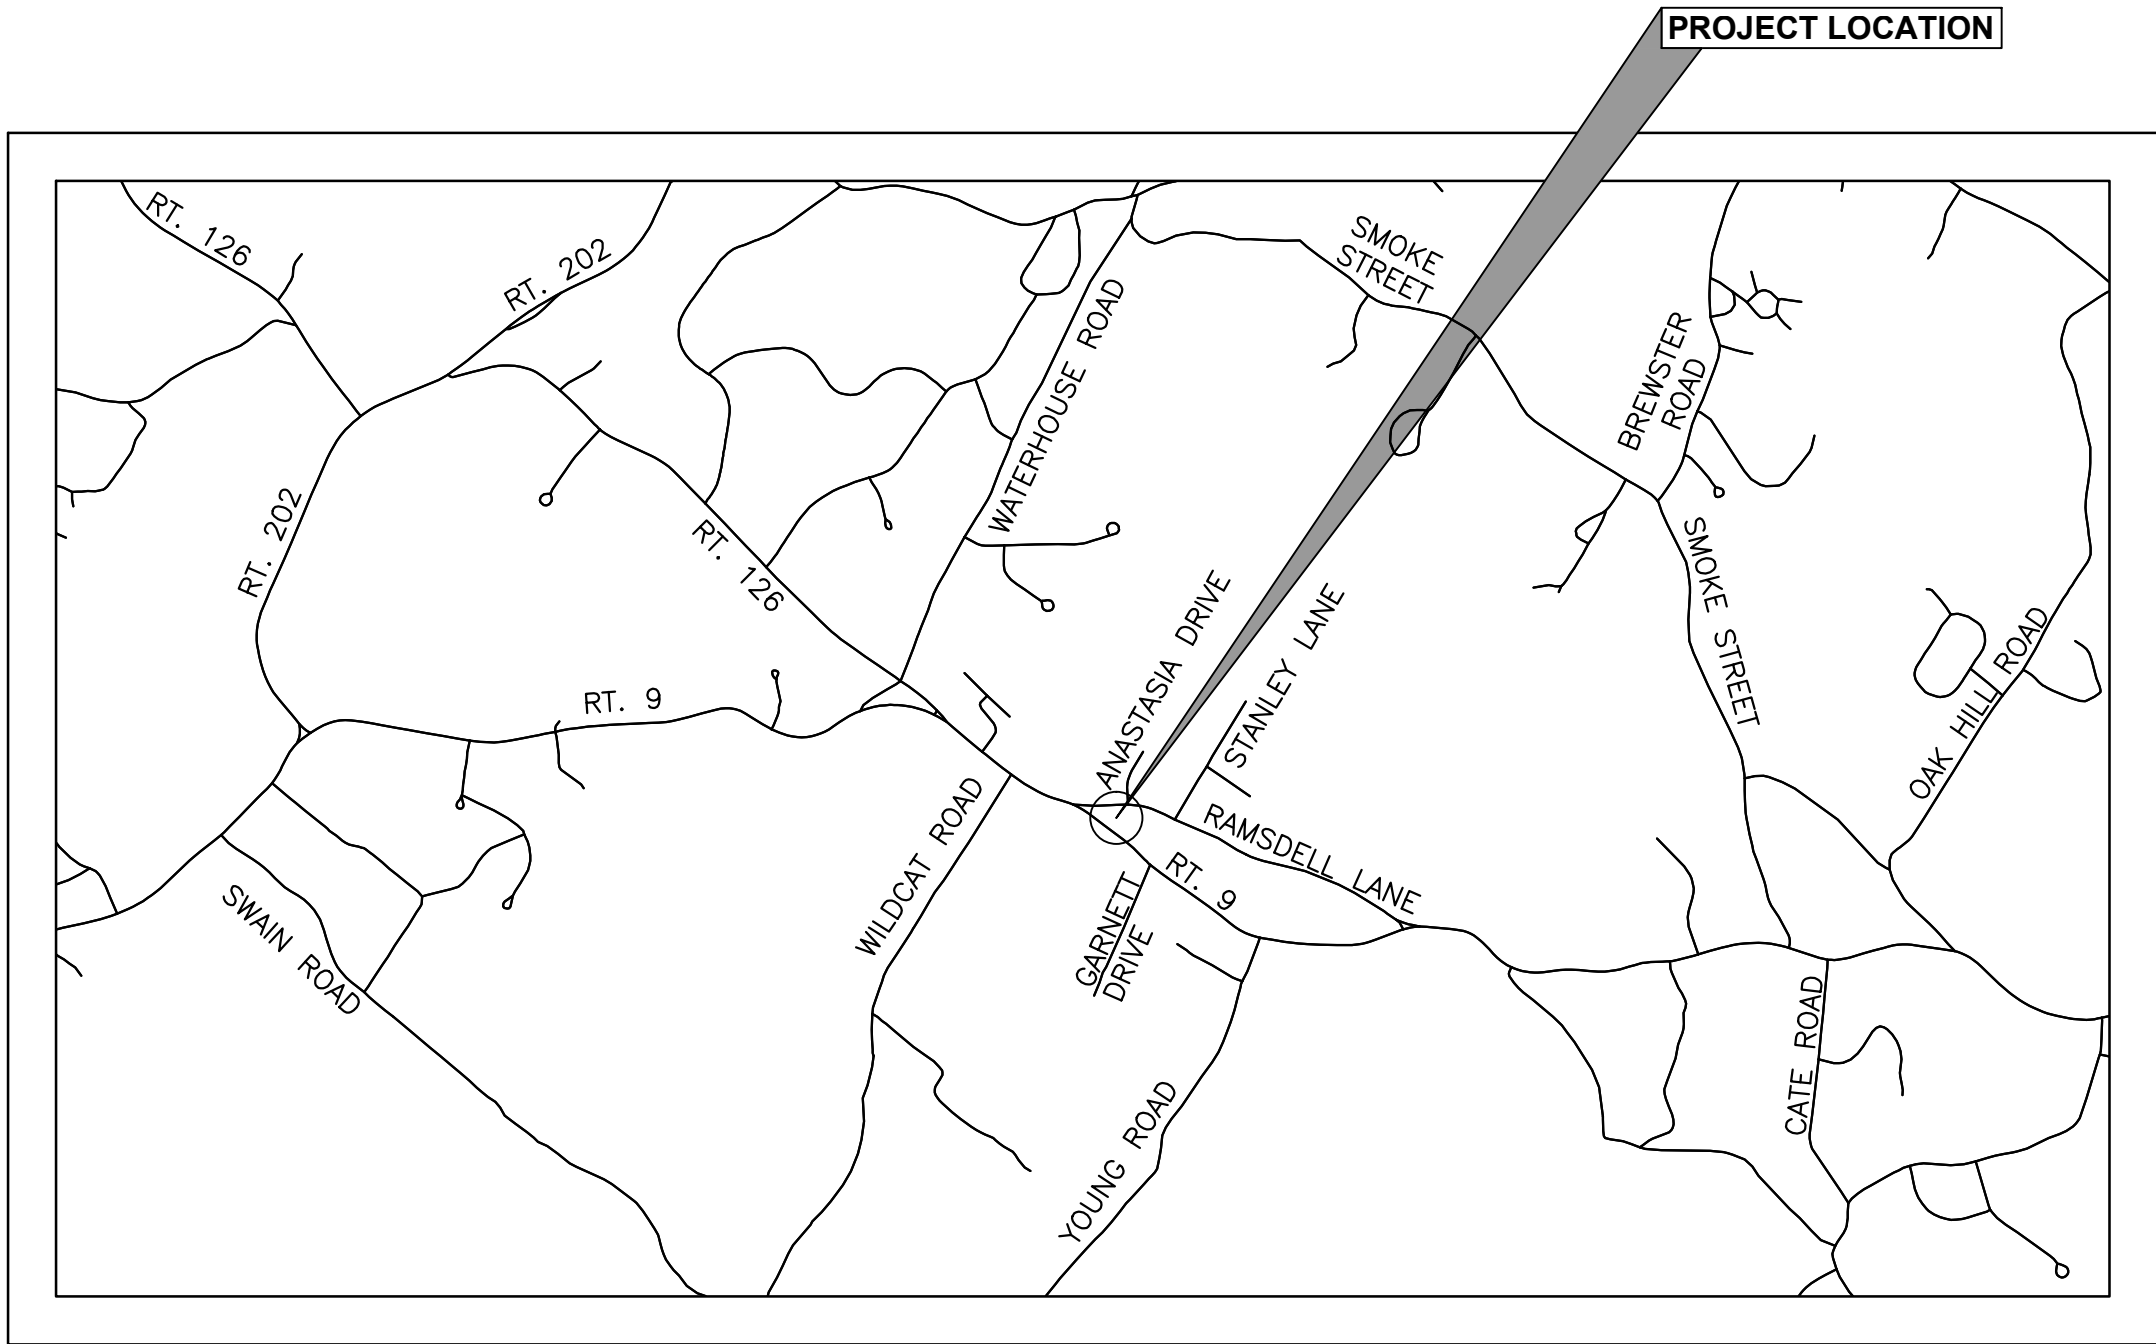 PROJECT LOCATION
RT. 126
RT. 202
SMOKE
STREET
WATERHOUSE ROAD
BREWSTER
ROAD
RT. 202
RT. 126
SMOKE STREET
ANASTASIA DRIVE
STANLEY LANE
OAK HILL ROAD
RT. 9
WILDCAT ROAD
RAMSDELL LANE
RT. 9
SWAIN ROAD
GARNETT
DRIVE
CATE ROAD
YOUNG ROAD